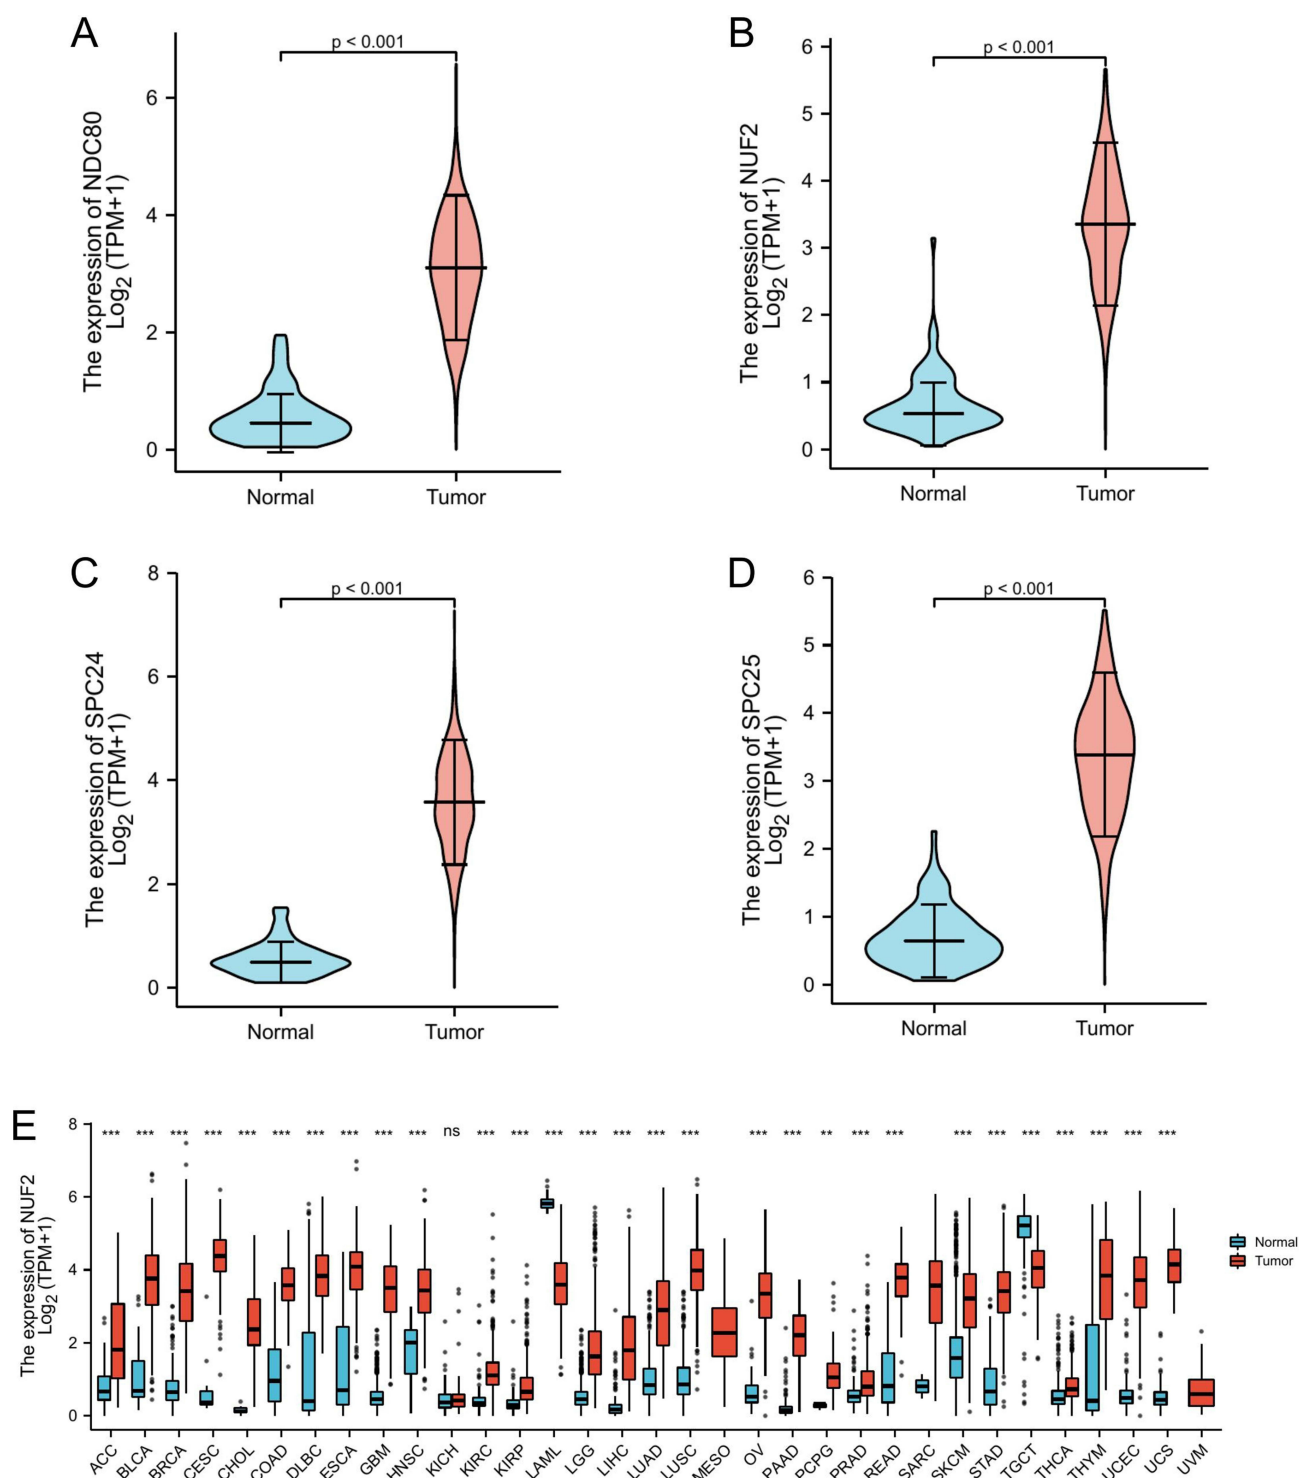 A
p < 0.001
The expression of NDC80
Log2 (TPM+1)
6
4
2
0
Normal Tumor
B
p < 0.001
The expression of NUF2
Log2 (TPM+1)
6
5
4
3
2
1
0
Normal Tumor
C
p < 0.001
The expression of SPC24
Log2 (TPM+1)
8
6
4
2
0
Normal Tumor
D
p < 0.001
The expression of SPC25
Log2 (TPM+1)
6
5
4
3
2
1
0
Normal Tumor
E
The expression of NUF2
Log2 (TPM+1)
8
6
4
2
0
*** *** *** *** *** *** *** *** *** *** ns *** *** *** *** *** *** *** *** *** ** *** *** *** *** *** *** *** *** ***
Normal
Tumor
ACC BLCA BRCA CESC CHOL COAD DLBC ESCA GBM HNSC KICH KIRC KIRP LAML LGG LIHC LUAD LUSC MESO OV PAAD PCPG PRAD READ SARC SKCM STAD TGCT THCA THYM UCEC UCS UVM